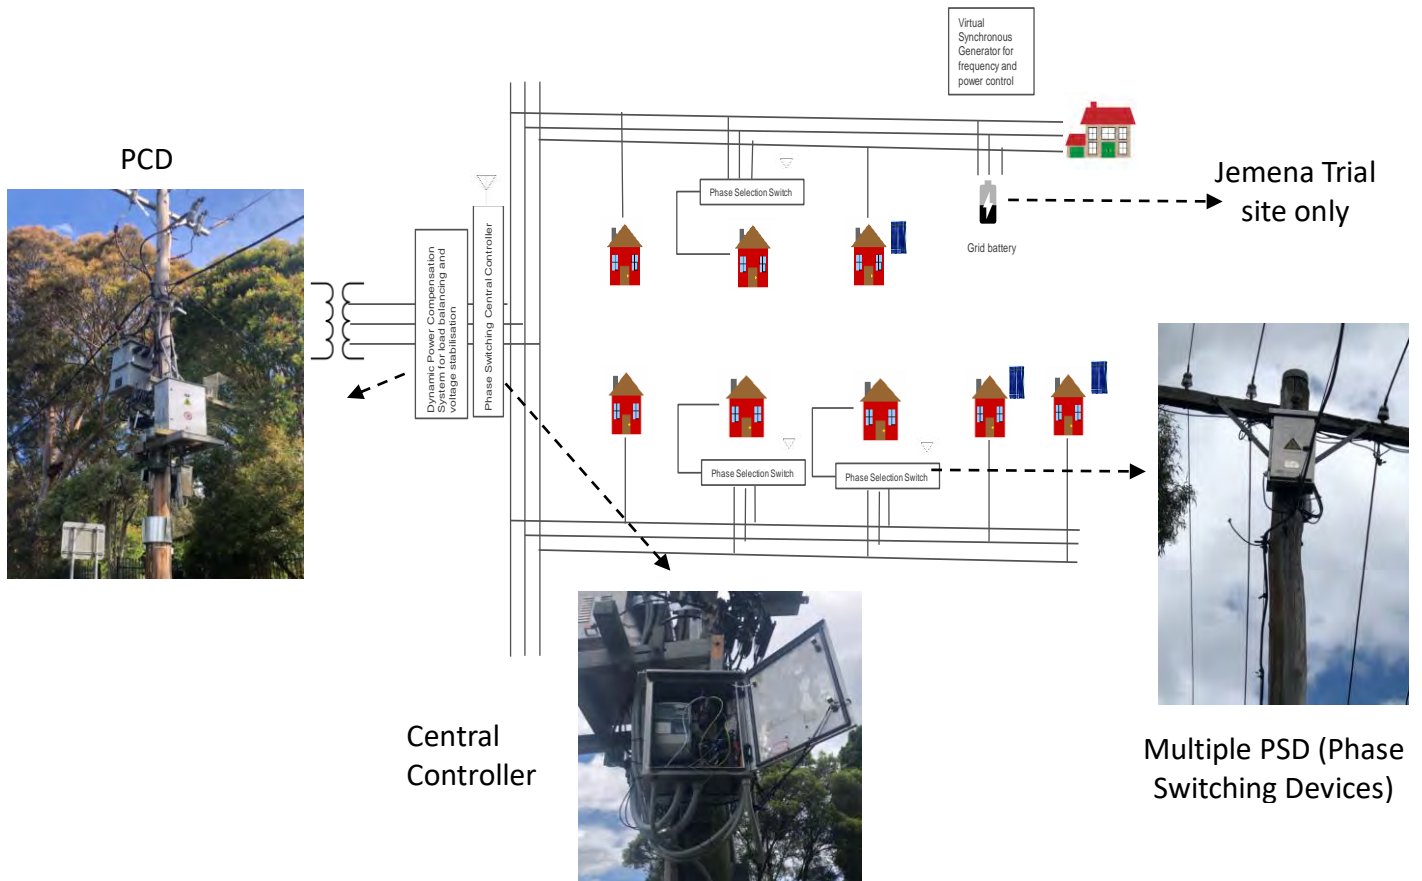 Virtual
Synchronous
Generator for
frequency and
power control
PCD
Phase Selection Switch
Jemena Trial
site only
Grid battery
Dynamic Power Compensation
System for load balancing and
voltage stabilisation
Phase Switching Central Controller
Phase Selection Switch
Phase Selection Switch
Central
Controller
Multiple PSD (Phase
Switching Devices)